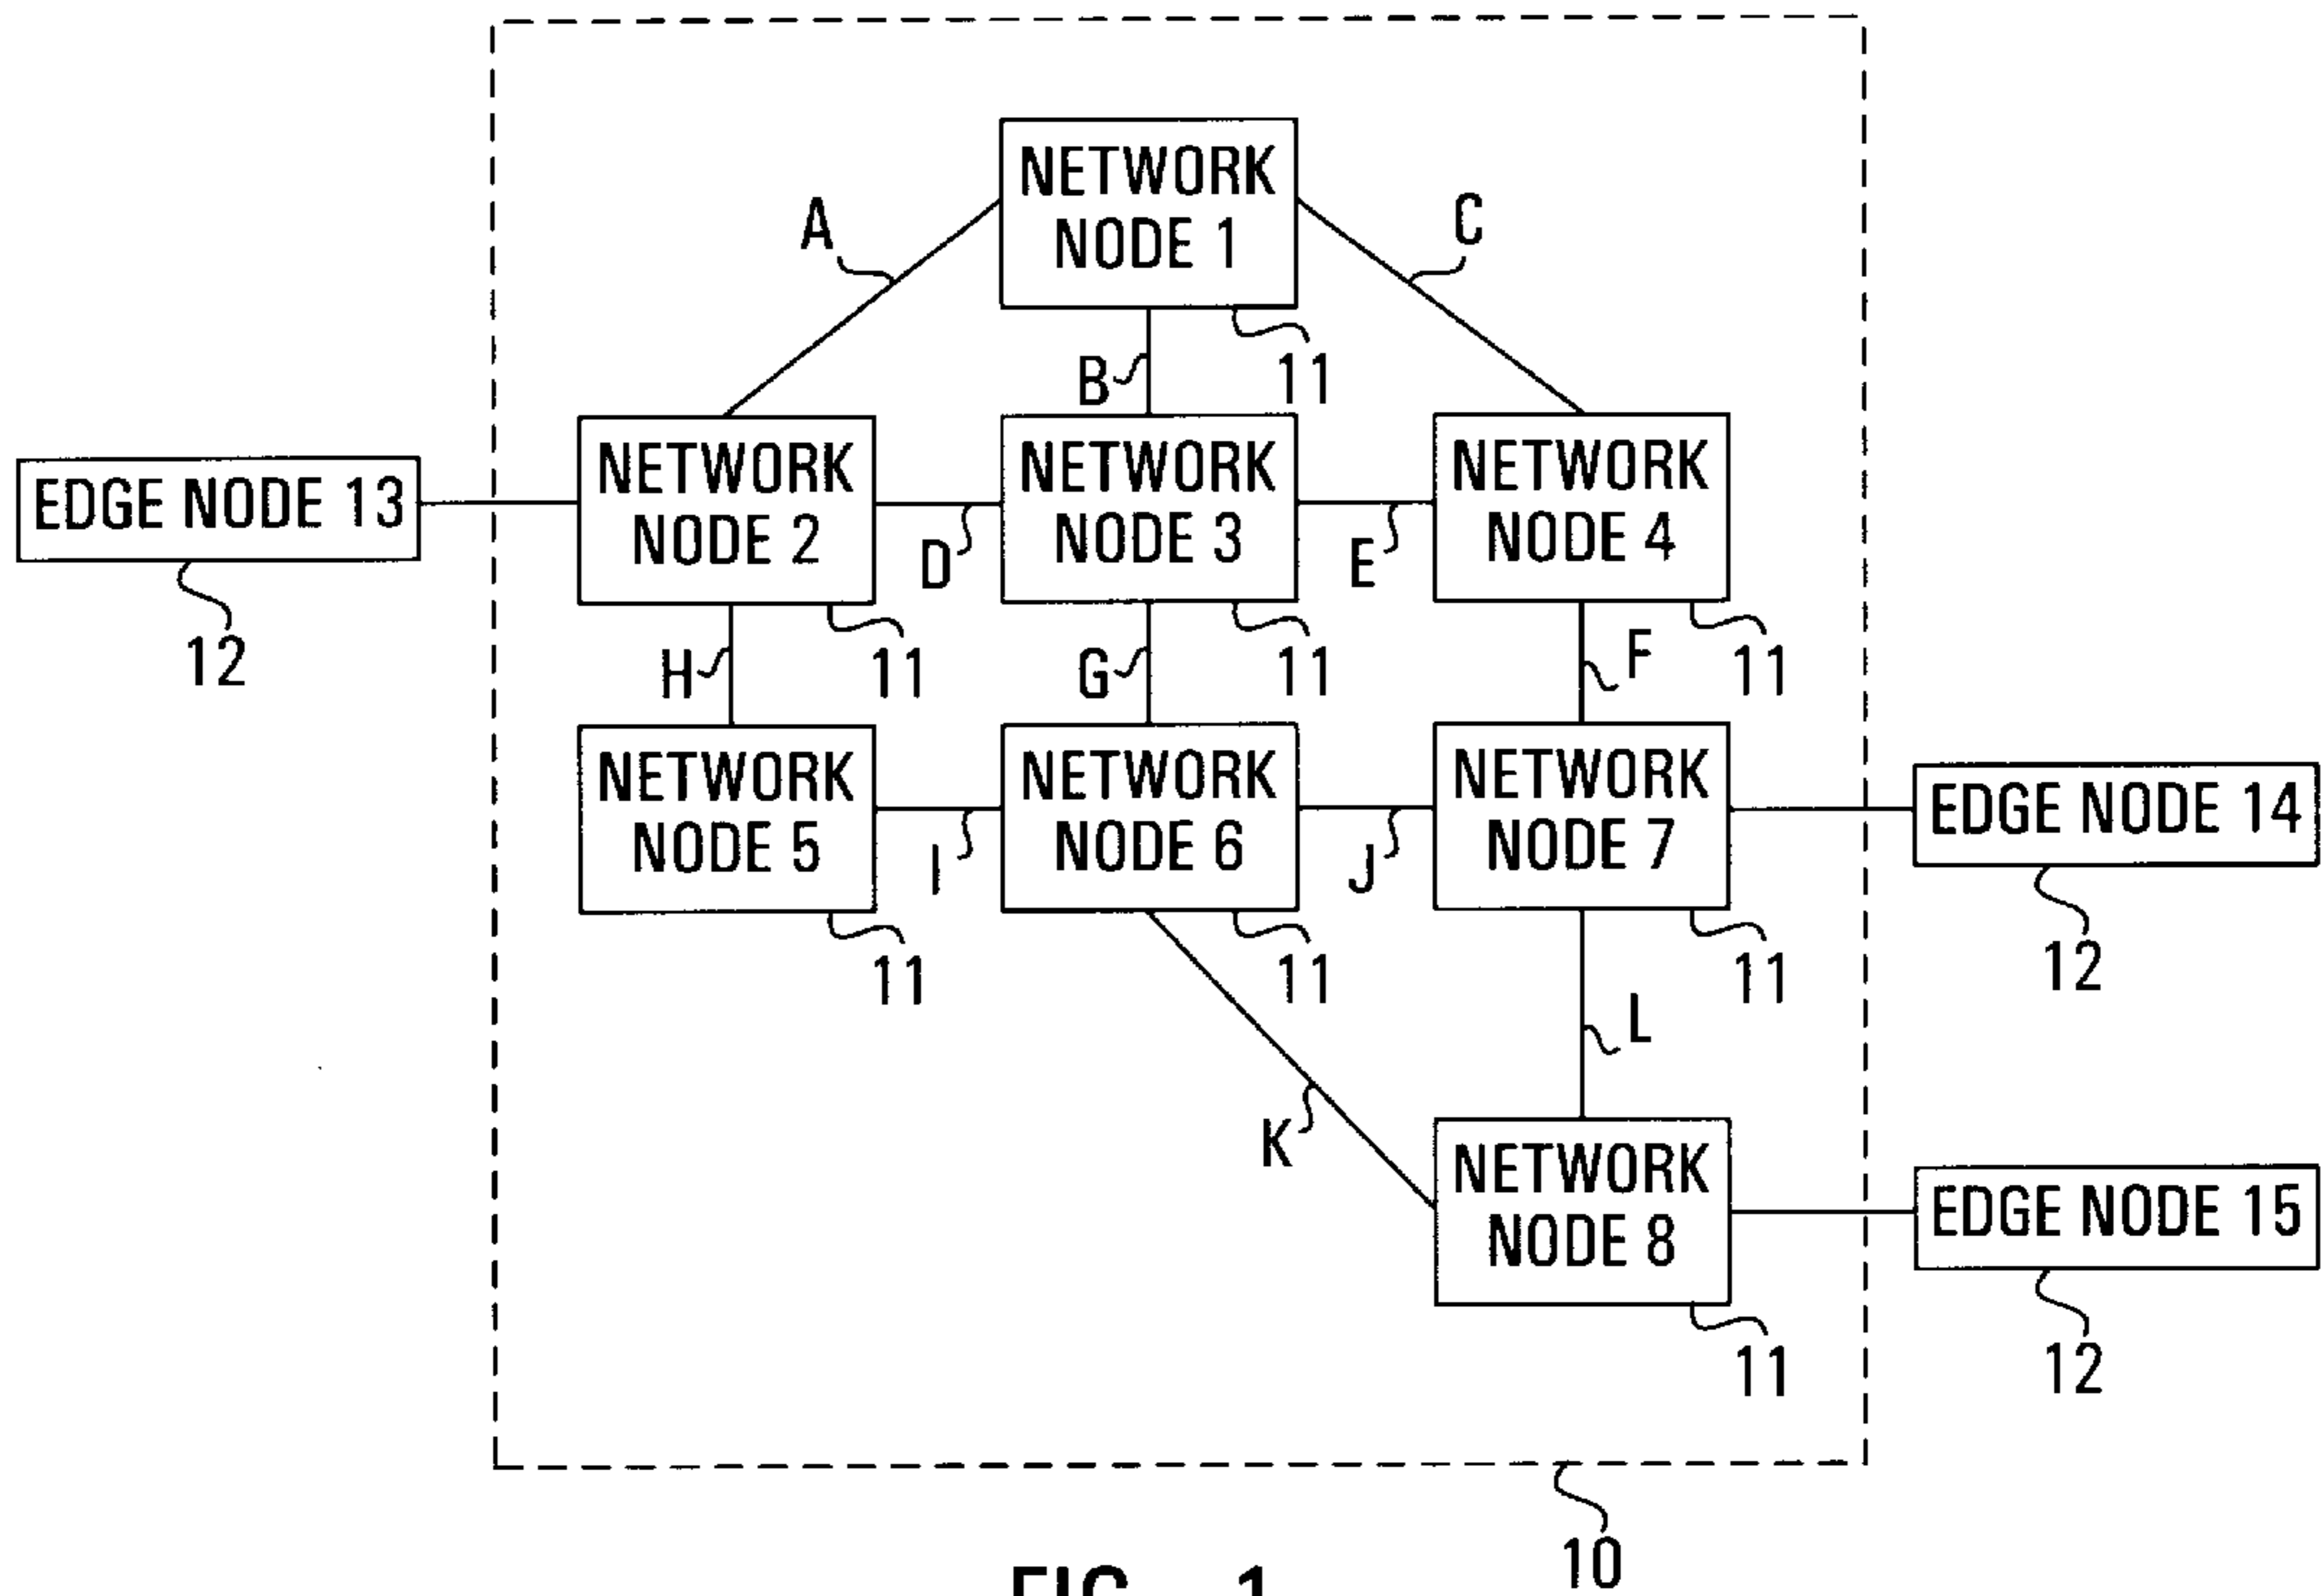 NETWORK
NODE 1
A
C
B
11
EDGE NODE 13
12
NETWORK
NODE 2
11
D
NETWORK
NODE 3
11
E
NETWORK
NODE 4
11
H
G
F
NETWORK
NODE 5
11
I
NETWORK
NODE 6
11
J
NETWORK
NODE 7
11
EDGE NODE 14
12
K
L
NETWORK
NODE 8
11
EDGE NODE 15
12
10
FIG. 1